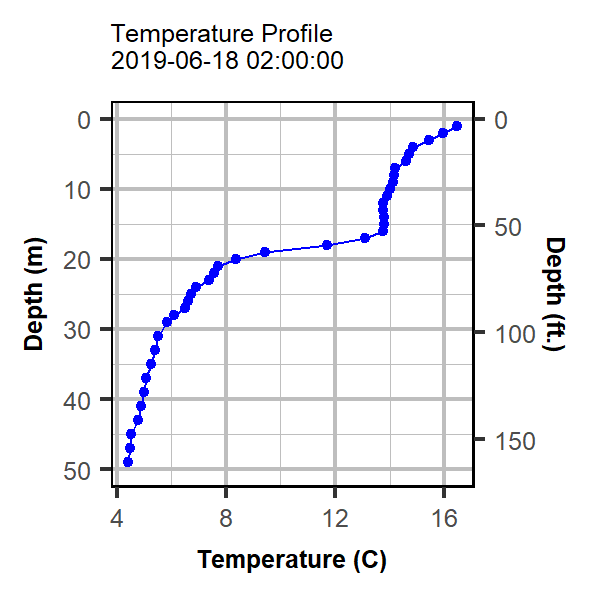 Temperature Profile
2019-06-18 02:00:00
0
10
20
30
40
50
Depth (m)
0
50
100
150
Depth (ft.)
4 8 12 16
Temperature (C)